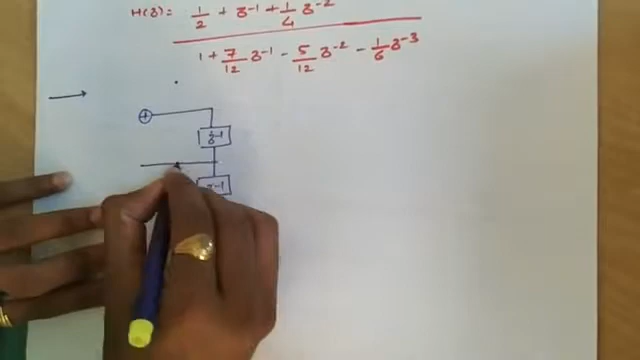 H(z) = 1/2 + z⁻¹ + 1/4 z⁻²
1 + 7/12 z⁻¹ - 5/12 z⁻² - 1/6 z⁻³
+
z⁻¹
z⁻¹